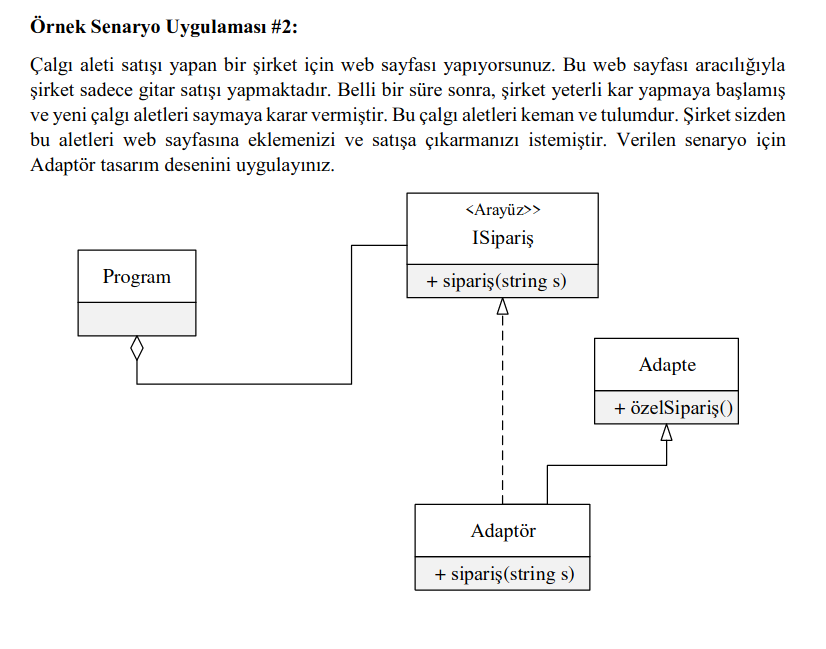 Örnek Senaryo Uygulaması #2:
Çalgı aleti satışı yapan bir şirket için web sayfası yapıyorsunuz. Bu web sayfası aracılığıyla
şirket sadece gitar satışı yapmaktadır. Belli bir süre sonra, şirket yeterli kar yapmaya başlamış
ve yeni çalgı aletleri saymaya karar vermiştir. Bu çalgı aletleri keman ve tulumdur. Şirket sizden
bu aletleri web sayfasına eklemenizi ve satışa çıkarmanızı istemiştir. Verilen senaryo için
Adaptör tasarım desenini uygulayınız.
<Arayüz>>
ISipariş
+ sipariş(string s)
Program
Adapte
+ özelSipariş()
Adaptör
+ sipariş(string s)